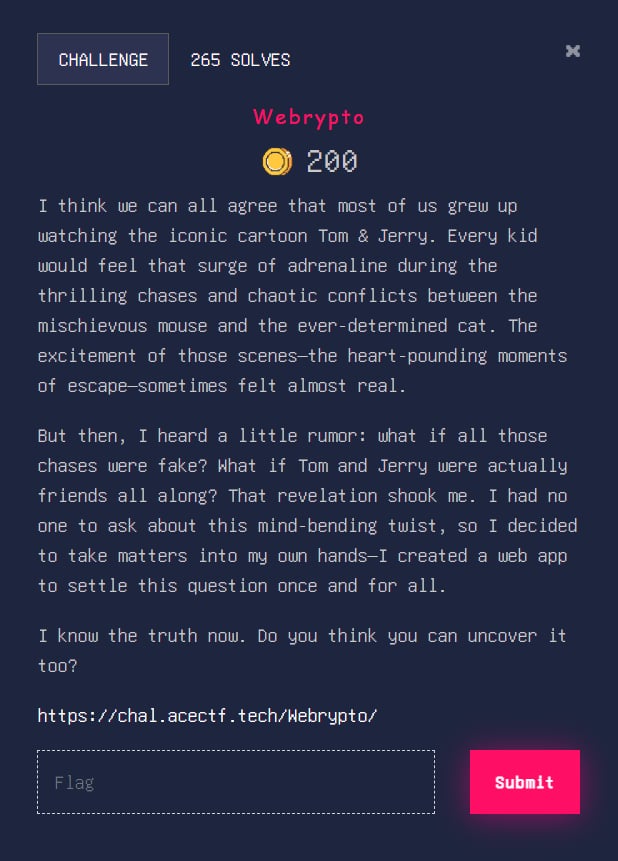 CHALLENGE 265 SOLVES
Webrypto
200
I think we can all agree that most of us grew up
watching the iconic cartoon Tom & Jerry. Every kid
would feel that surge of adrenaline during the
thrilling chases and chaotic conflicts between the
mischievous mouse and the ever-determined cat. The
excitement of those scenes—the heart-pounding moments
of escape—sometimes felt almost real.
But then, I heard a little rumor: what if all those
chases were fake? What if Tom and Jerry were actually
friends all along? That revelation shook me. I had no
one to ask about this mind-bending twist, so I decided
to take matters into my own hands—I created a web app
to settle this question once and for all.
I know the truth now. Do you think you can uncover it
too?
https://chal.acectf.tech/Webrypto/
Flag
Submit